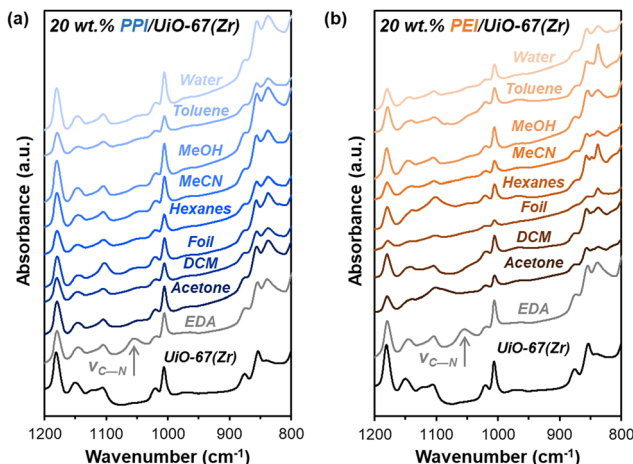 (a)
20 wt.% PPI/UiO-67(Zr)
Water
Toluene
MeOH
MeCN
Hexanes
Foil
DCM
Acetone
EDA
νC—N
UiO-67(Zr)
Absorbance (a.u.)
1200 1100 1000 900 800
Wavenumber (cm-1)
(b)
20 wt.% PEI/UiO-67(Zr)
Water
Toluene
MeOH
MeCN
Hexanes
Foil
DCM
Acetone
EDA
νC—N
UiO-67(Zr)
Absorbance (a.u.)
1200 1100 1000 900 800
Wavenumber (cm-1)